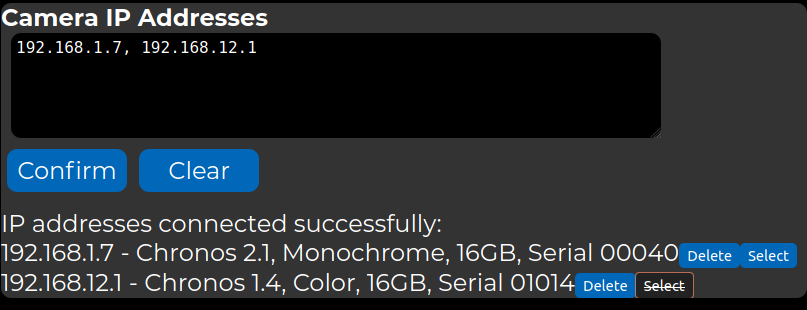 Camera IP Addresses
192.168.1.7, 192.168.12.1
Confirm Clear
IP addresses connected successfully:
192.168.1.7 - Chronos 2.1, Monochrome, 16GB, Serial 00040 Delete Select
192.168.12.1 - Chronos 1.4, Color, 16GB, Serial 01014 Delete Select